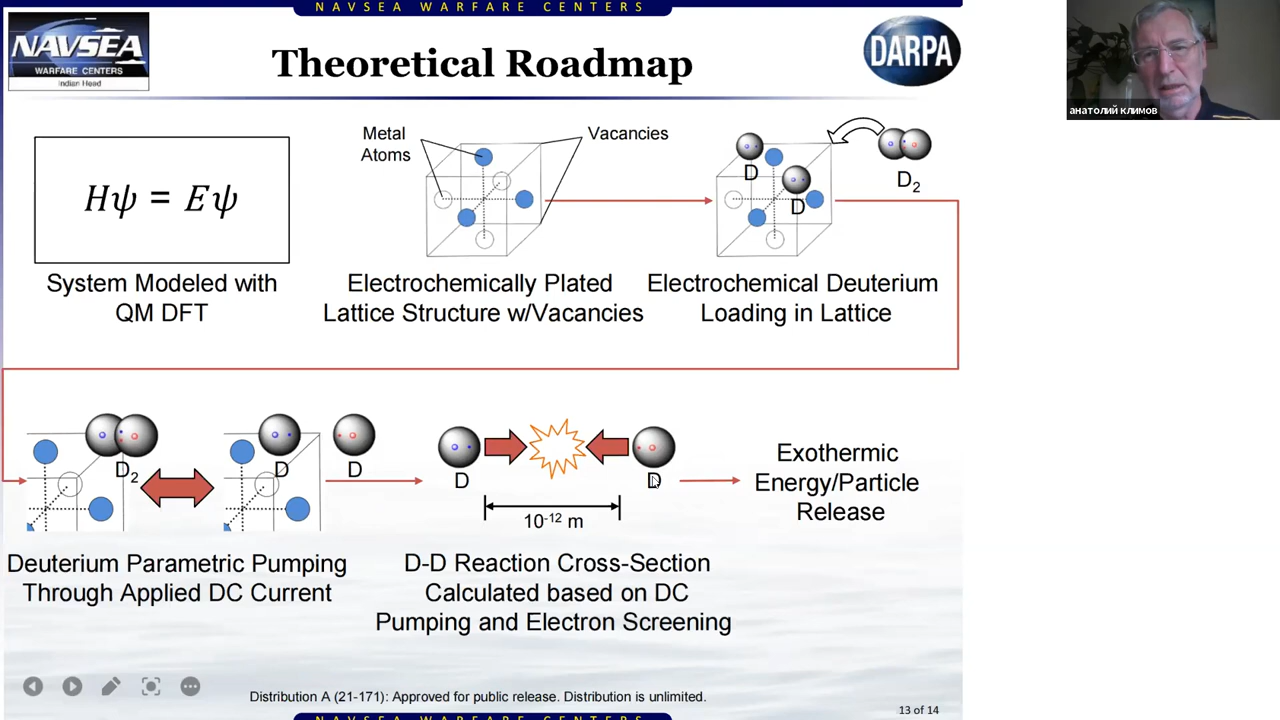 NAVSEA WARFARE CENTERS
NAVSEA
WARFARE CENTERS
Indian Head
Theoretical Roadmap
DARPA
анатолий климов
Hψ = Eψ
System Modeled with
QM DFT
Metal
Atoms
Vacancies
Electrochemically Plated
Lattice Structure w/Vacancies
D
D
D2
Electrochemical Deuterium
Loading in Lattice
D2
D
D
Deuterium Parametric Pumping
Through Applied DC Current
D
D
10-12 m
D-D Reaction Cross-Section
Calculated based on DC
Pumping and Electron Screening
Exothermic
Energy/Particle
Release
Distribution A (21-171): Approved for public release. Distribution is unlimited.
13 of 14
NAVSEA WARFARE CENTERS